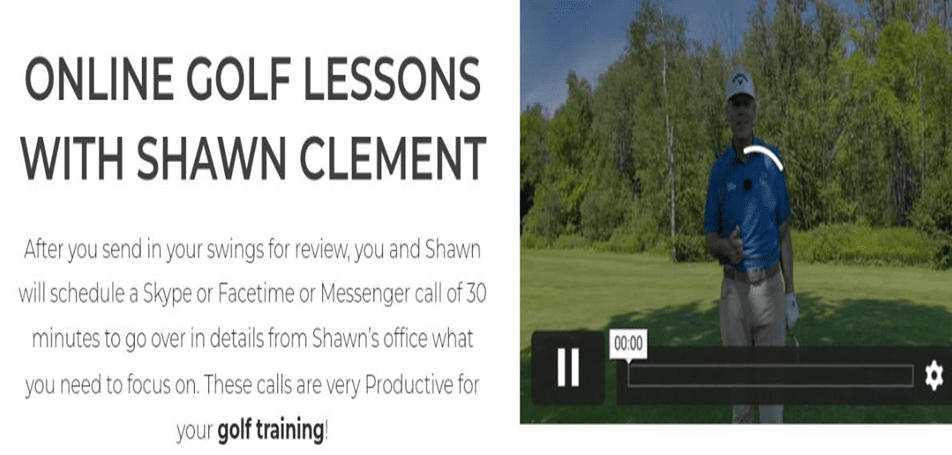 ONLINE GOLF LESSONS
WITH SHAWN CLEMENT
After you send in your swings for review, you and Shawn
will schedule a Skype or Facetime or Messenger call of 30
minutes to go over in details from Shawn's office what
you need to focus on. These calls are very Productive for
your golf training!
00:00